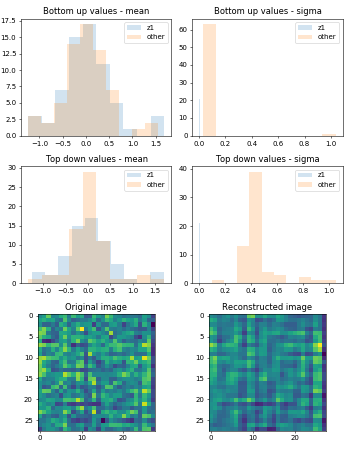 Bottom up values - mean
Bottom up values - sigma
17.5
15.0
12.5
10.0
7.5
5.0
2.5
0.0
z1
other
−1.0 −0.5 0.0 0.5 1.0 1.5
60
50
40
30
20
10
0
z1
other
0.0 0.2 0.4 0.6 0.8 1.0
Top down values - mean
Top down values - sigma
30
25
20
15
10
5
0
z1
other
−1.0 −0.5 0.0 0.5 1.0 1.5
40
30
20
10
0
z1
other
0.0 0.2 0.4 0.6 0.8 1.0
Original image
Reconstructed image
0
5
10
15
20
25
0 10 20
0
5
10
15
20
25
0 10 20